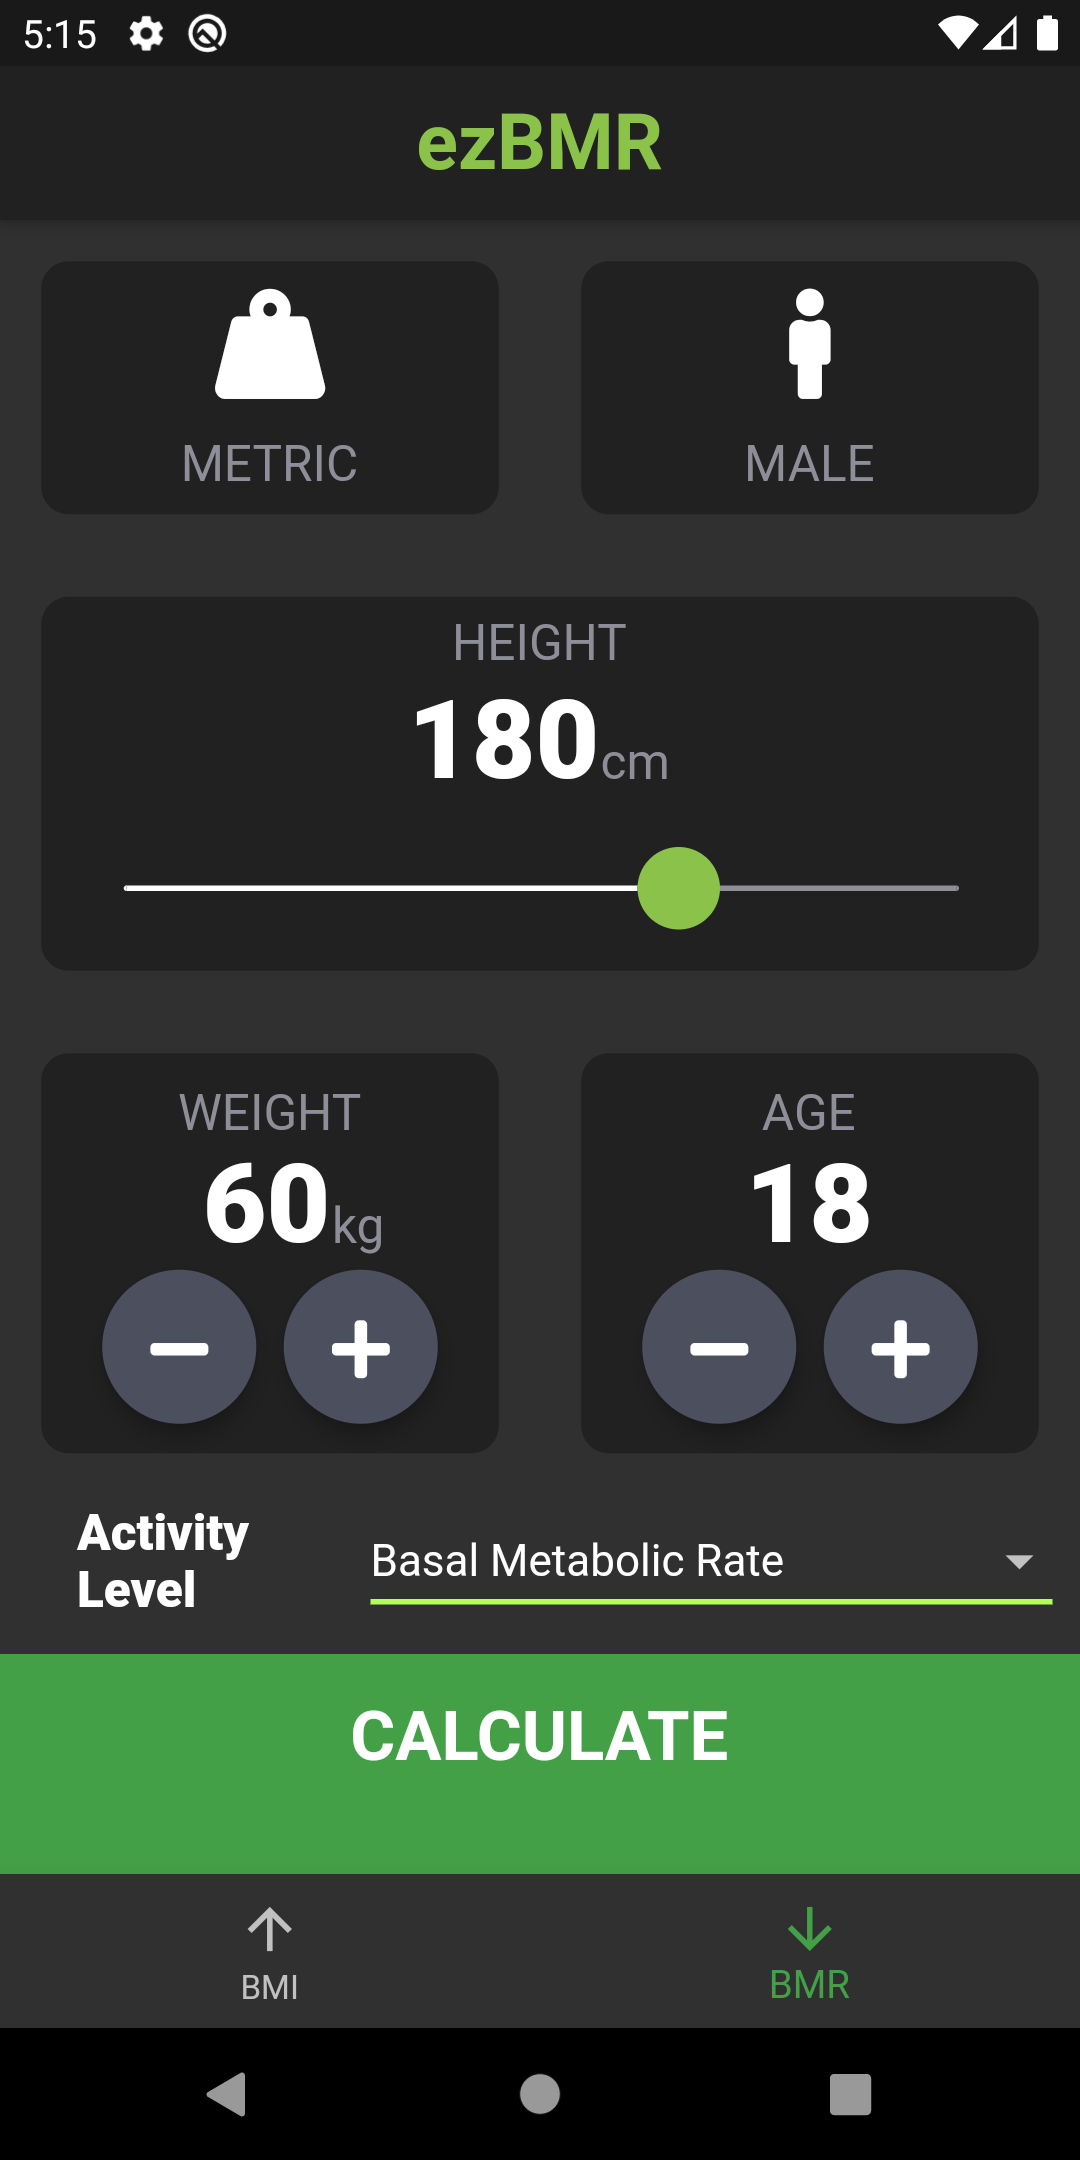 5:15
ezBMR
METRIC
MALE
HEIGHT
180cm
WEIGHT
60kg
AGE
18
Activity
Level
Basal Metabolic Rate
CALCULATE
BMI
BMR